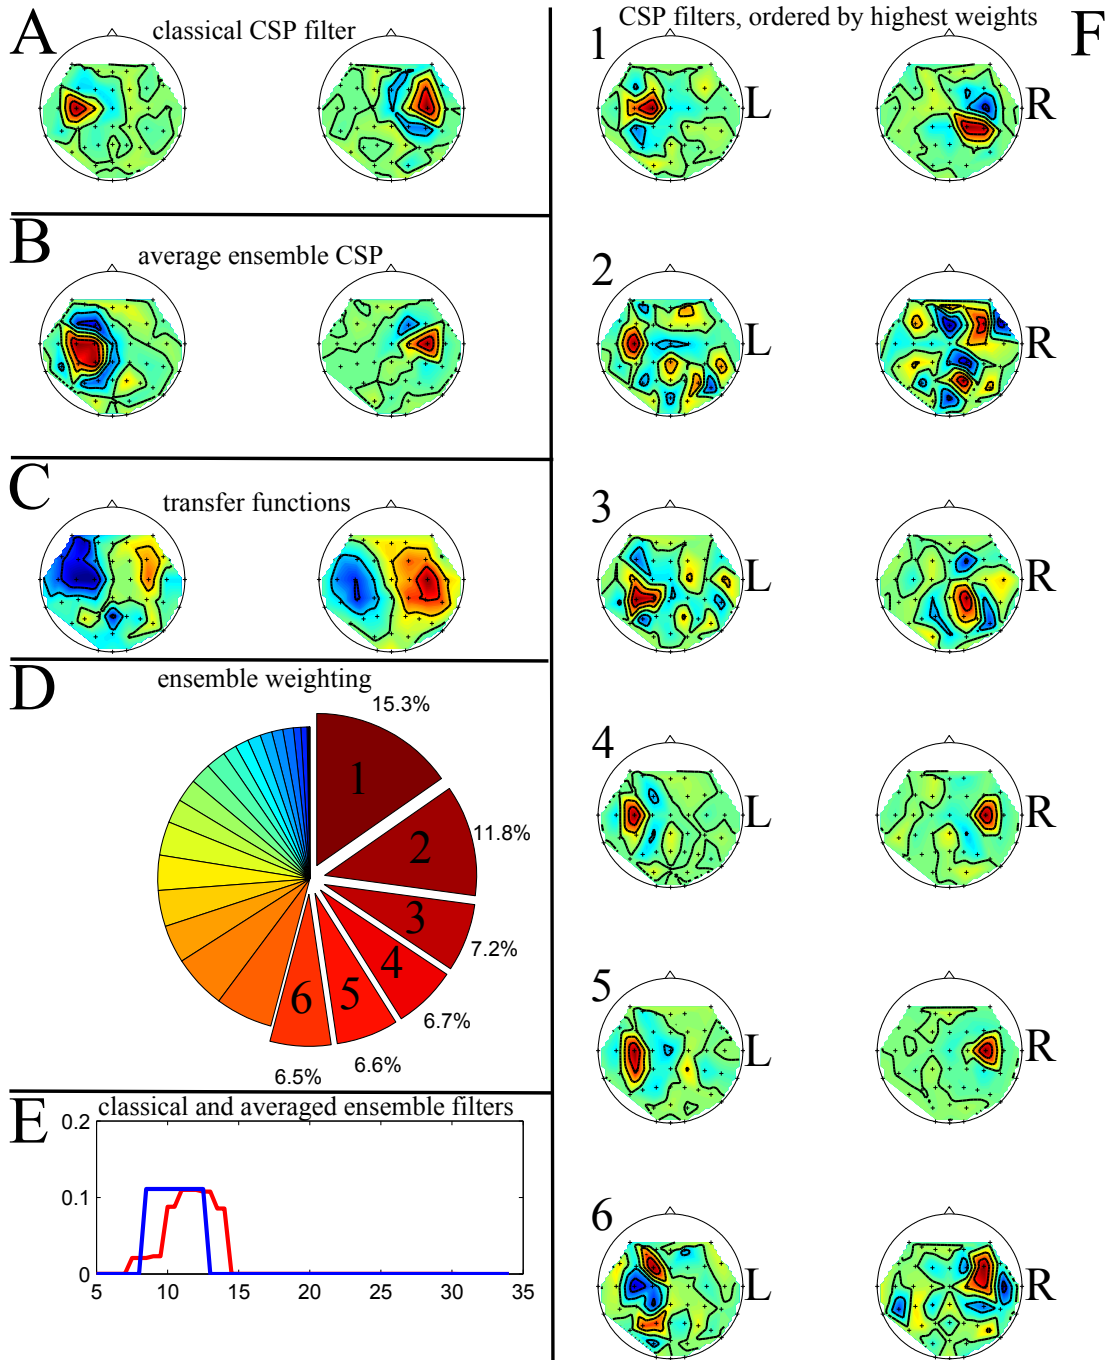 A
classical CSP filter
B
average ensemble CSP
C
transfer functions
D
ensemble weighting
15.3%
11.8%
7.2%
6.7%
6.6%
6.5%
1
2
3
4
5
6
E
classical and averaged ensemble filters
0.2
0.1
0
5 10 15 20 25 30 35
CSP filters, ordered by highest weights
F
1 L R
2 L R
3 L R
4 L R
5 L R
6 L R